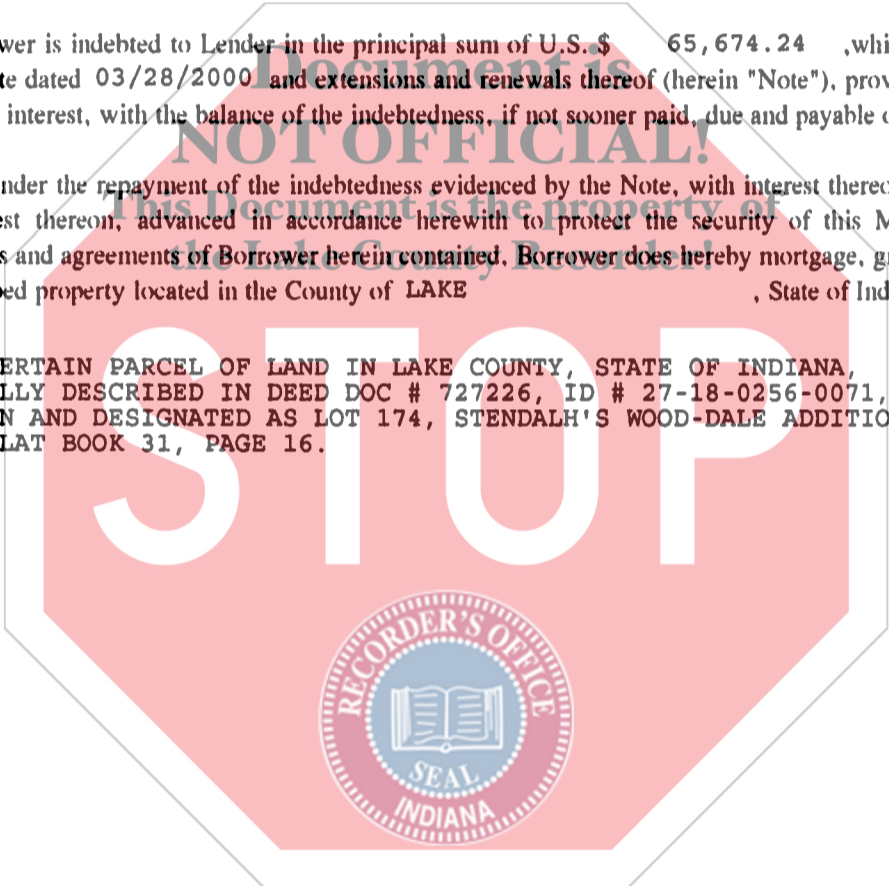 wer is indebted to Lender in the principal sum of U.S. $ 65,674.24 ,whi
te dated 03/28/2000 and extensions and renewals thereof (herein "Note"), prov
interest, with the balance of the indebtedness, if not sooner paid, due and payable o
nder the repayment of the indebtedness evidenced by the Note, with interest thereo
st thereon, advanced in accordance herewith to protect the security of this M
s and agreements of Borrower herein contained, Borrower does hereby mortgage, gr
ed property located in the County of LAKE , State of Ind
ERTAIN PARCEL OF LAND IN LAKE COUNTY, STATE OF INDIANA,
LLY DESCRIBED IN DEED DOC # 727226, ID # 27-18-0256-0071,
N AND DESIGNATED AS LOT 174, STENDALH'S WOOD-DALE ADDITIO
LAT BOOK 31, PAGE 16.
Document is
NOT OFFICIAL!
This Document is the property of
the Lake County Recorder!
STOP
RECORDER'S OFFICE
SEAL
INDIANA